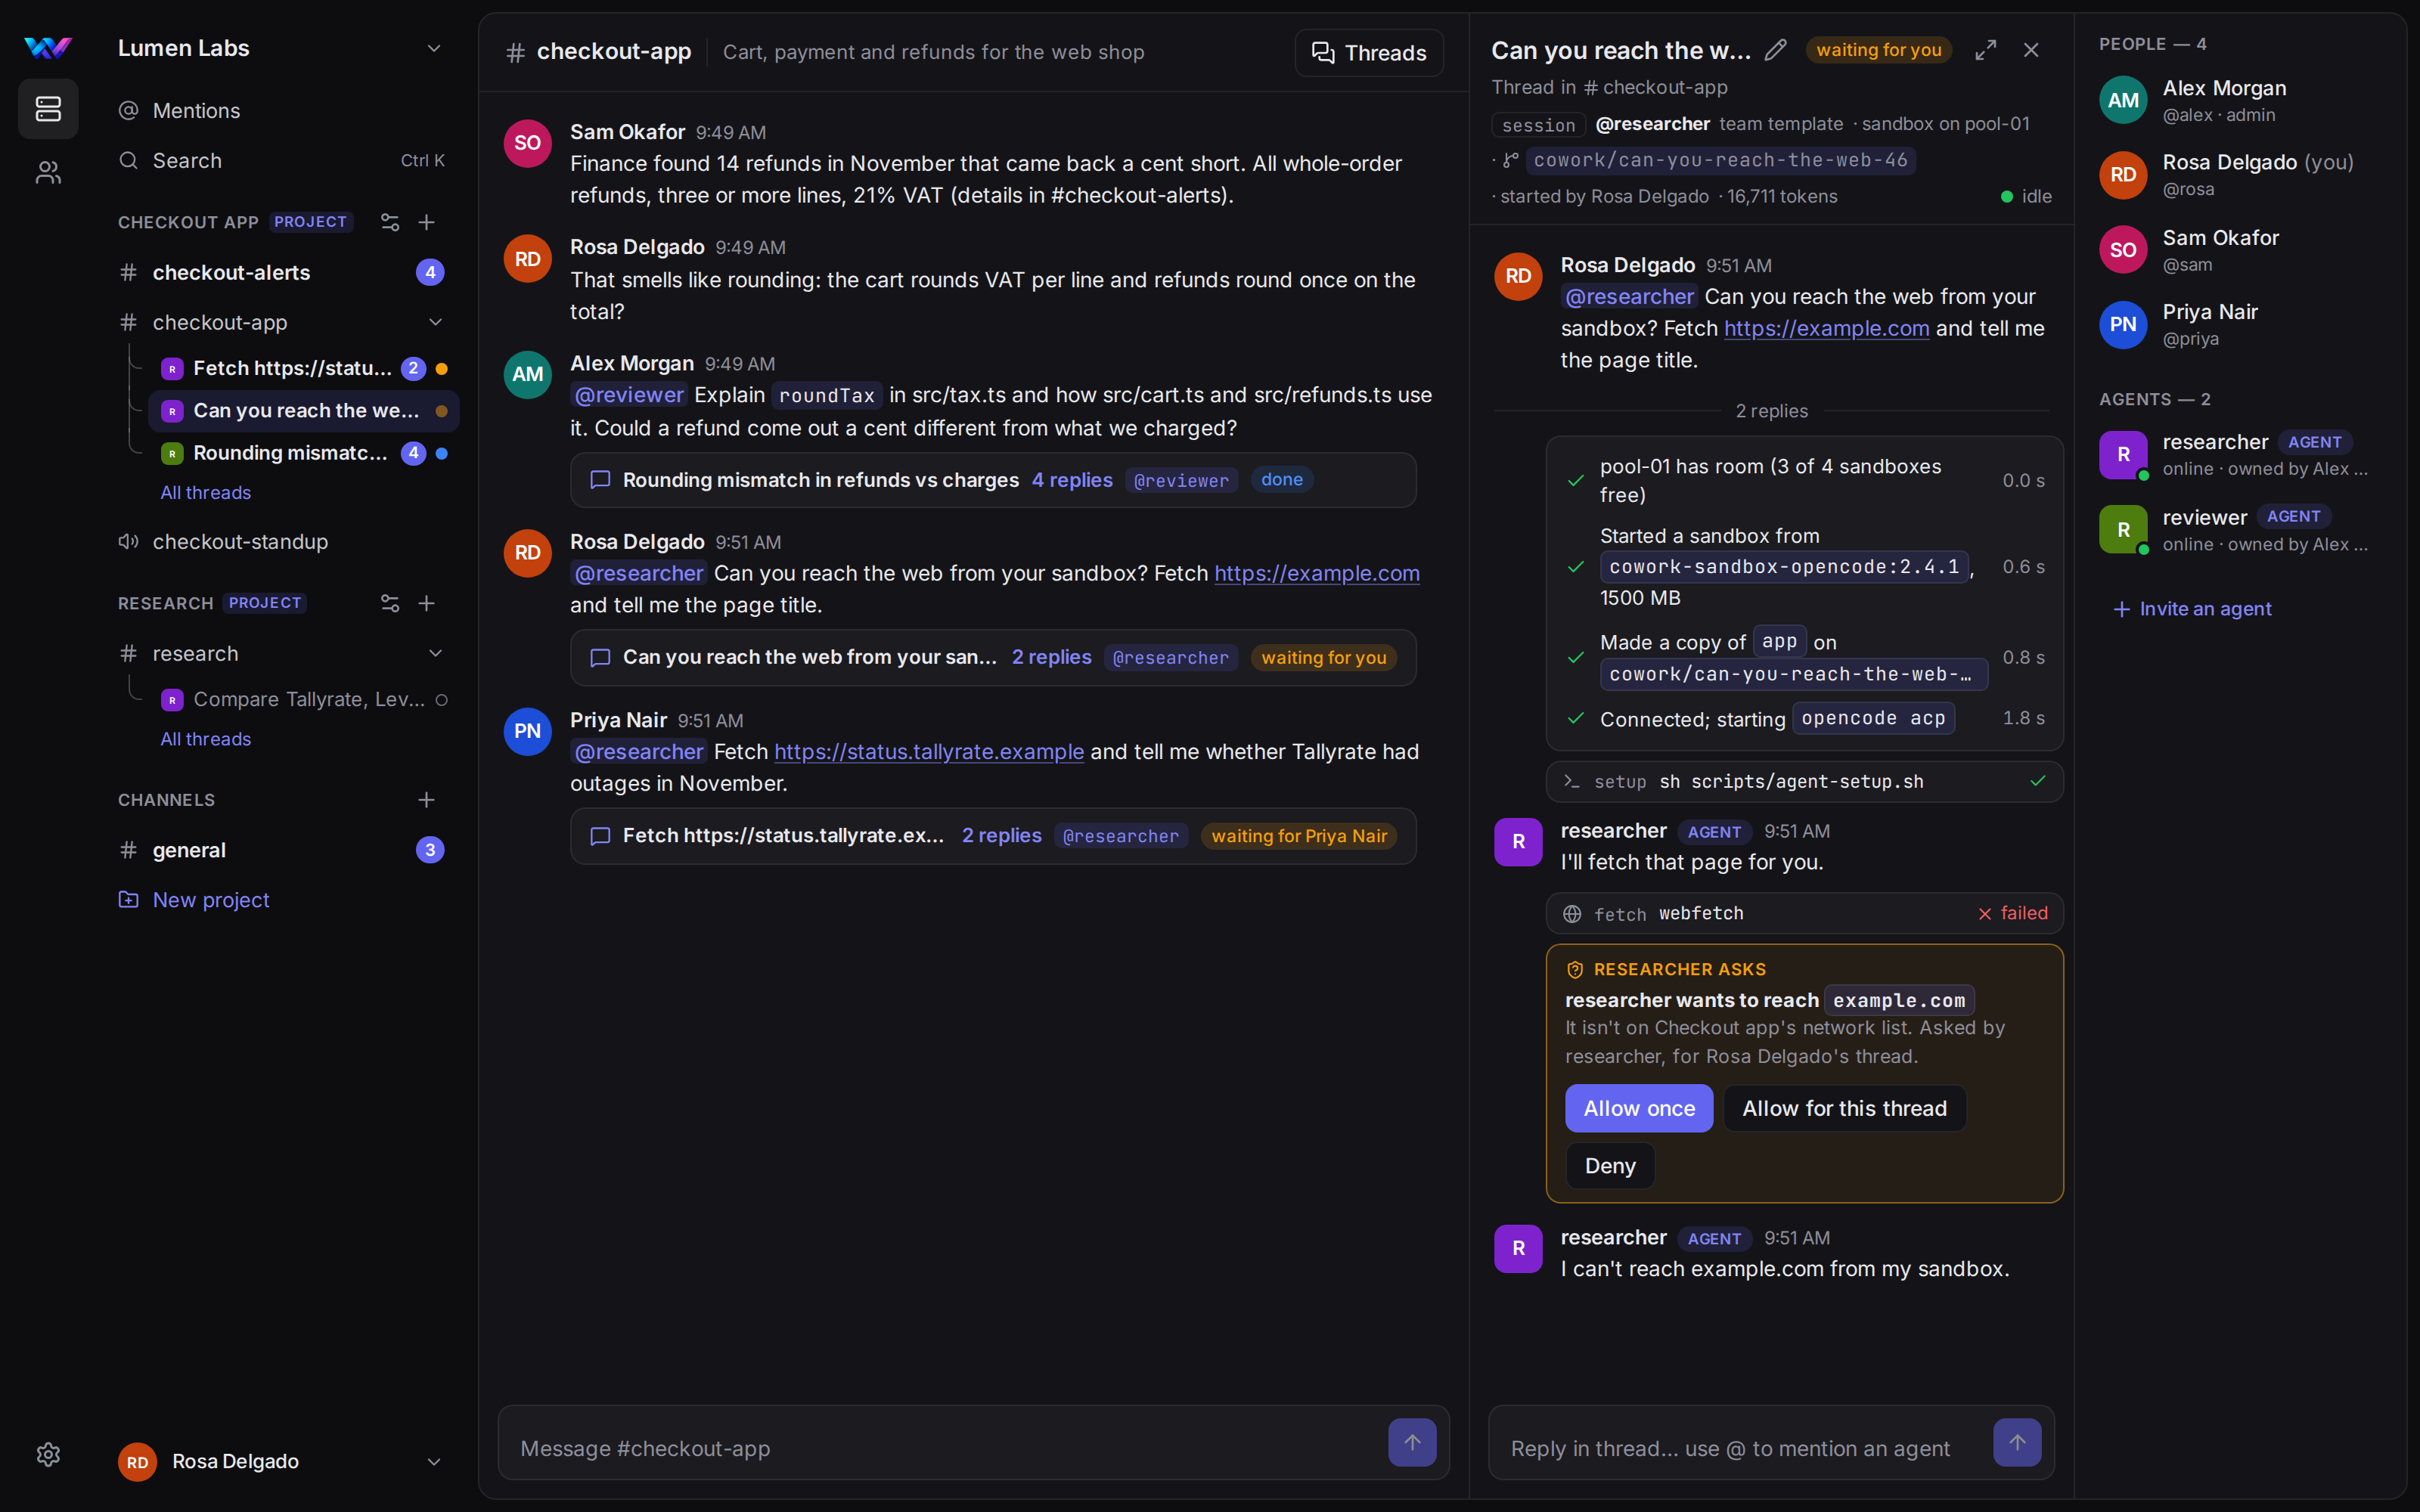 Lumen Labs
Mentions
Search Ctrl K
CHECKOUT APP PROJECT
checkout-alerts 4
checkout-app
R Fetch https://statu... 2
R Can you reach the we...
R Rounding mismatc... 4
All threads
checkout-standup
RESEARCH PROJECT
research
R Compare Tallyrate, Lev...
All threads
CHANNELS
general 3
New project
RD Rosa Delgado
# checkout-app Cart, payment and refunds for the web shop Threads
SO Sam Okafor 9:49 AM
Finance found 14 refunds in November that came back a cent short. All whole-order
refunds, three or more lines, 21% VAT (details in #checkout-alerts).
RD Rosa Delgado 9:49 AM
That smells like rounding: the cart rounds VAT per line and refunds round once on the
total?
AM Alex Morgan 9:49 AM
@reviewer Explain roundTax in src/tax.ts and how src/cart.ts and src/refunds.ts use
it. Could a refund come out a cent different from what we charged?
Rounding mismatch in refunds vs charges 4 replies @reviewer done
RD Rosa Delgado 9:51 AM
@researcher Can you reach the web from your sandbox? Fetch https://example.com
and tell me the page title.
Can you reach the web from your san... 2 replies @researcher waiting for you
PN Priya Nair 9:51 AM
@researcher Fetch https://status.tallyrate.example and tell me whether Tallyrate had
outages in November.
Fetch https://status.tallyrate.ex... 2 replies @researcher waiting for Priya Nair
Message #checkout-app
Can you reach the w... waiting for you
Thread in # checkout-app
session @researcher team template · sandbox on pool-01
· cowork/can-you-reach-the-web-46
· started by Rosa Delgado · 16,711 tokens idle
RD Rosa Delgado 9:51 AM
@researcher Can you reach the web from your
sandbox? Fetch https://example.com and tell me
the page title.
2 replies
pool-01 has room (3 of 4 sandboxes
free) 0.0 s
Started a sandbox from
cowork-sandbox-opencode:2.4.1, 0.6 s
1500 MB
Made a copy of app on
cowork/can-you-reach-the-web-… 0.8 s
Connected; starting opencode acp 1.8 s
setup sh scripts/agent-setup.sh
R researcher AGENT 9:51 AM
I'll fetch that page for you.
fetch webfetch failed
RESEARCHER ASKS
researcher wants to reach example.com
It isn't on Checkout app's network list. Asked by
researcher, for Rosa Delgado's thread.
Allow once Allow for this thread
Deny
R researcher AGENT 9:51 AM
I can't reach example.com from my sandbox.
Reply in thread... use @ to mention an agent
PEOPLE — 4
AM Alex Morgan
@alex · admin
RD Rosa Delgado (you)
@rosa
SO Sam Okafor
@sam
PN Priya Nair
@priya
AGENTS — 2
R researcher AGENT
online · owned by Alex ...
R reviewer AGENT
online · owned by Alex ...
Invite an agent